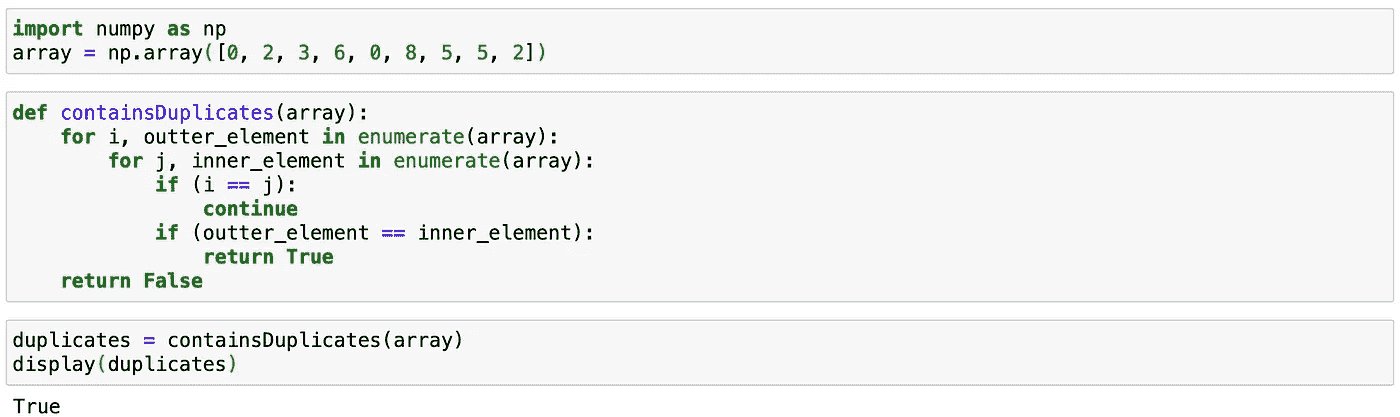 import numpy as np
array = np.array([0, 2, 3, 6, 0, 8, 5, 5, 2])
def containsDuplicates(array):
    for i, outter_element in enumerate(array):
        for j, inner_element in enumerate(array):
            if (i == j):
                continue
            if (outter_element == inner_element):
                return True
    return False
duplicates = containsDuplicates(array)
display(duplicates)
True